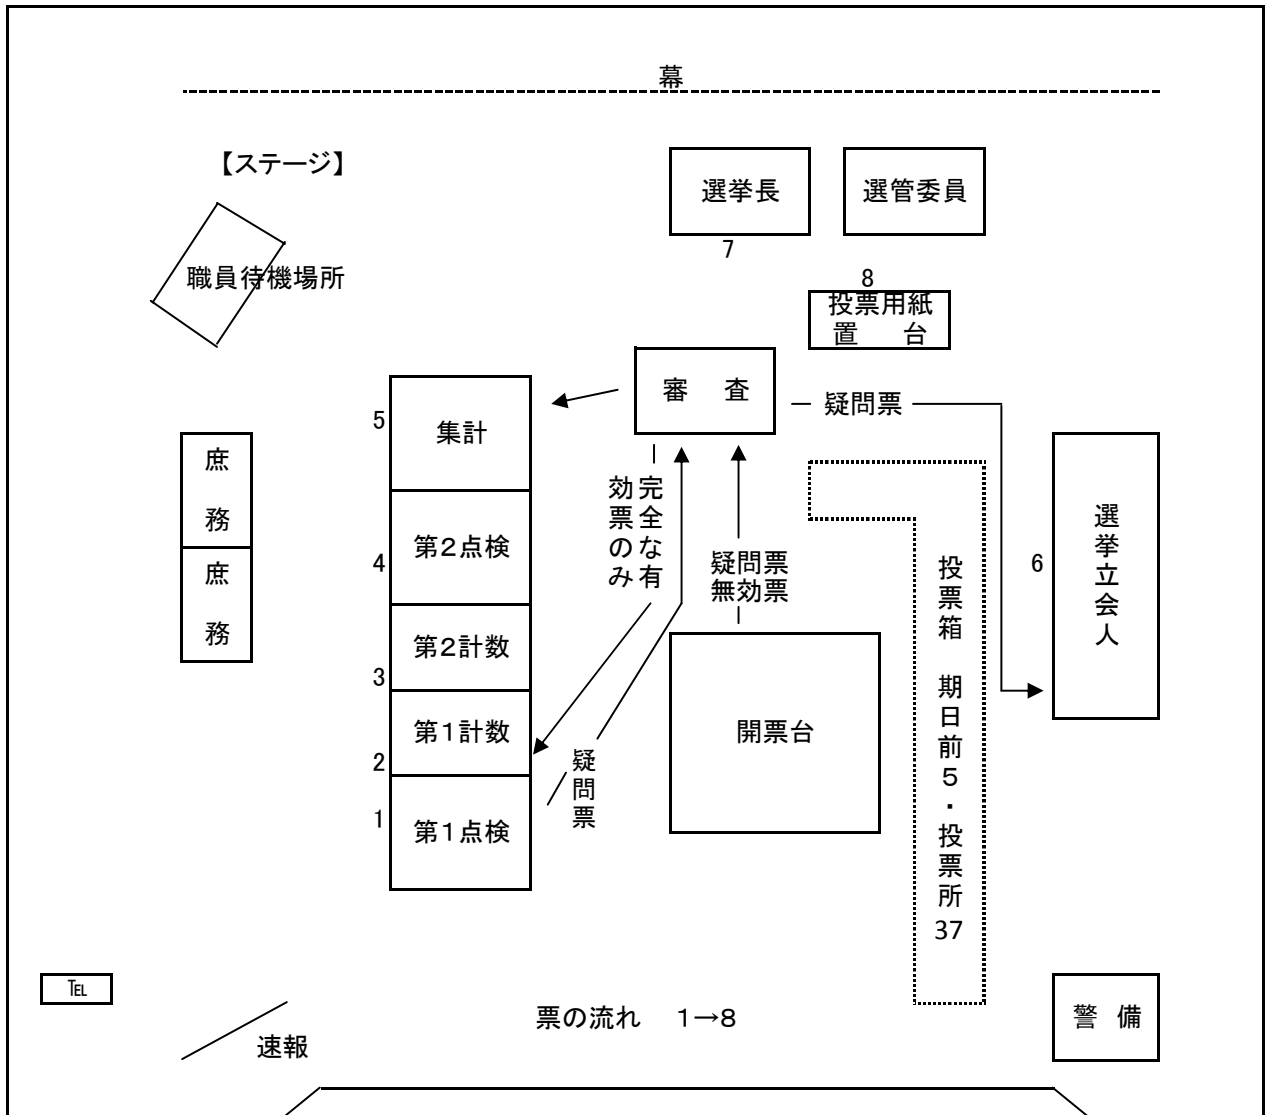 幕
【ステージ】
選挙長
選管委員
7
職員待機場所
8
投票用紙
置　台
審　査
疑問票
5
集計
庶
務
庶
務
完全な有
効票のみ
4
第２点検
疑問票
無効票
投票箱　期日前５・投票所37
6
選挙立会人
第２計数
3
第１計数
開票台
2
疑問票
1
第１点検
℡
票の流れ　1→8
警 備
速報